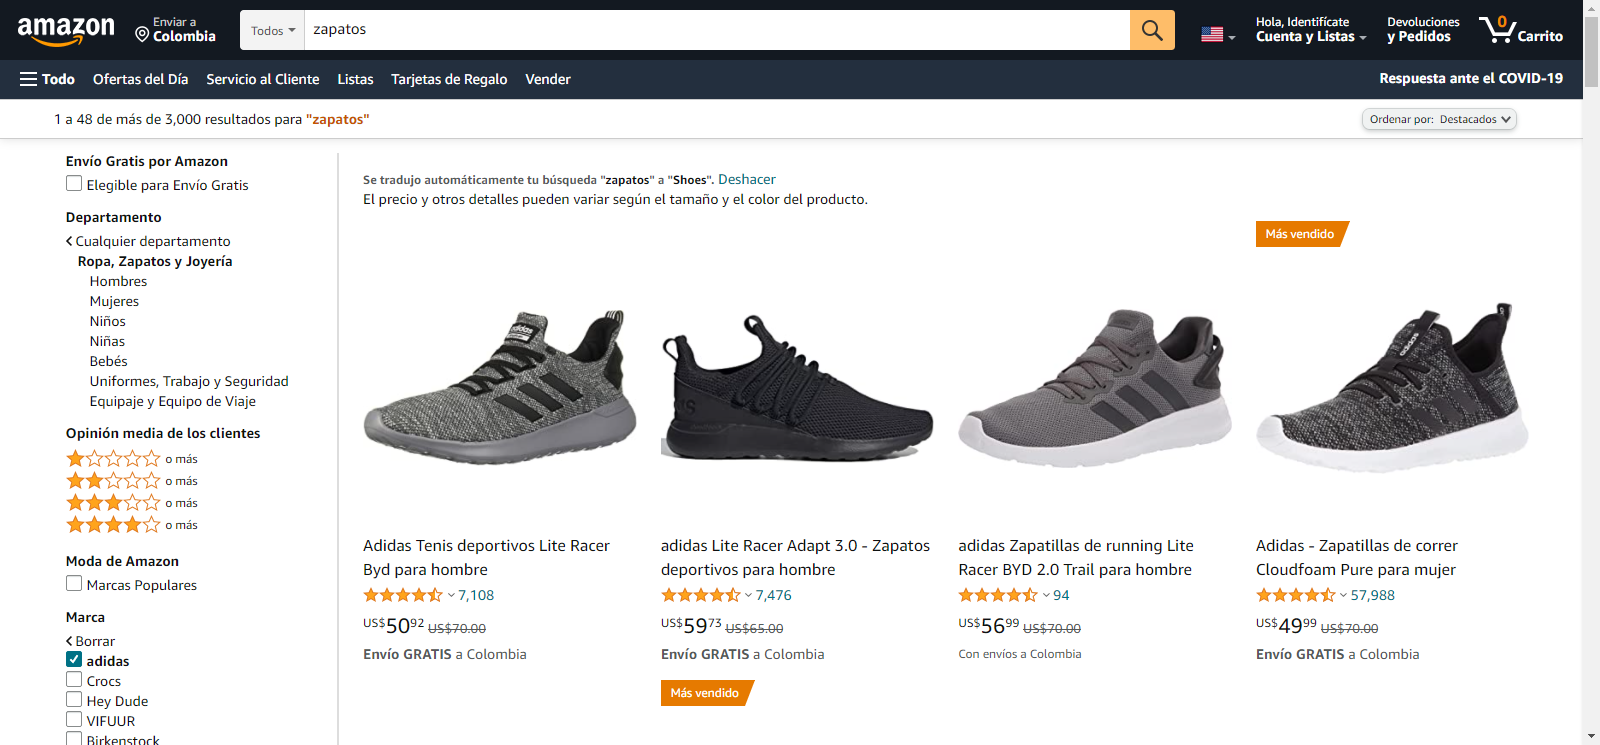 amazon
Enviar a
Colombia
Todos
zapatos
Hola, Identifícate
Cuenta y Listas
Devoluciones
y Pedidos
0
Carrito
Todo
Ofertas del Día
Servicio al Cliente
Listas
Tarjetas de Regalo
Vender
Respuesta ante el COVID-19
1 a 48 de más de 3,000 resultados para "zapatos"
Ordenar por: Destacados
Envío Gratis por Amazon
Elegible para Envío Gratis
Departamento
Cualquier departamento
Ropa, Zapatos y Joyería
Hombres
Mujeres
Niños
Niñas
Bebés
Uniformes, Trabajo y Seguridad
Equipaje y Equipo de Viaje
Opinión media de los clientes
o más
o más
o más
o más
Moda de Amazon
Marcas Populares
Marca
Borrar
adidas
Crocs
Hey Dude
VIFUUR
Birkenstock
Se tradujo automáticamente tu búsqueda "zapatos" a "Shoes". Deshacer
El precio y otros detalles pueden variar según el tamaño y el color del producto.
adidas
Adidas Tenis deportivos Lite Racer
Byd para hombre
7,108
US$5092 US$70.00
Envío GRATIS a Colombia
adidas Lite Racer Adapt 3.0 - Zapatos
deportivos para hombre
7,476
US$5973 US$65.00
Envío GRATIS a Colombia
Más vendido
adidas Zapatillas de running Lite
Racer BYD 2.0 Trail para hombre
94
US$5699 US$70.00
Con envíos a Colombia
Más vendido
adidas
Adidas - Zapatillas de correr
Cloudfoam Pure para mujer
57,988
US$4999 US$70.00
Envío GRATIS a Colombia